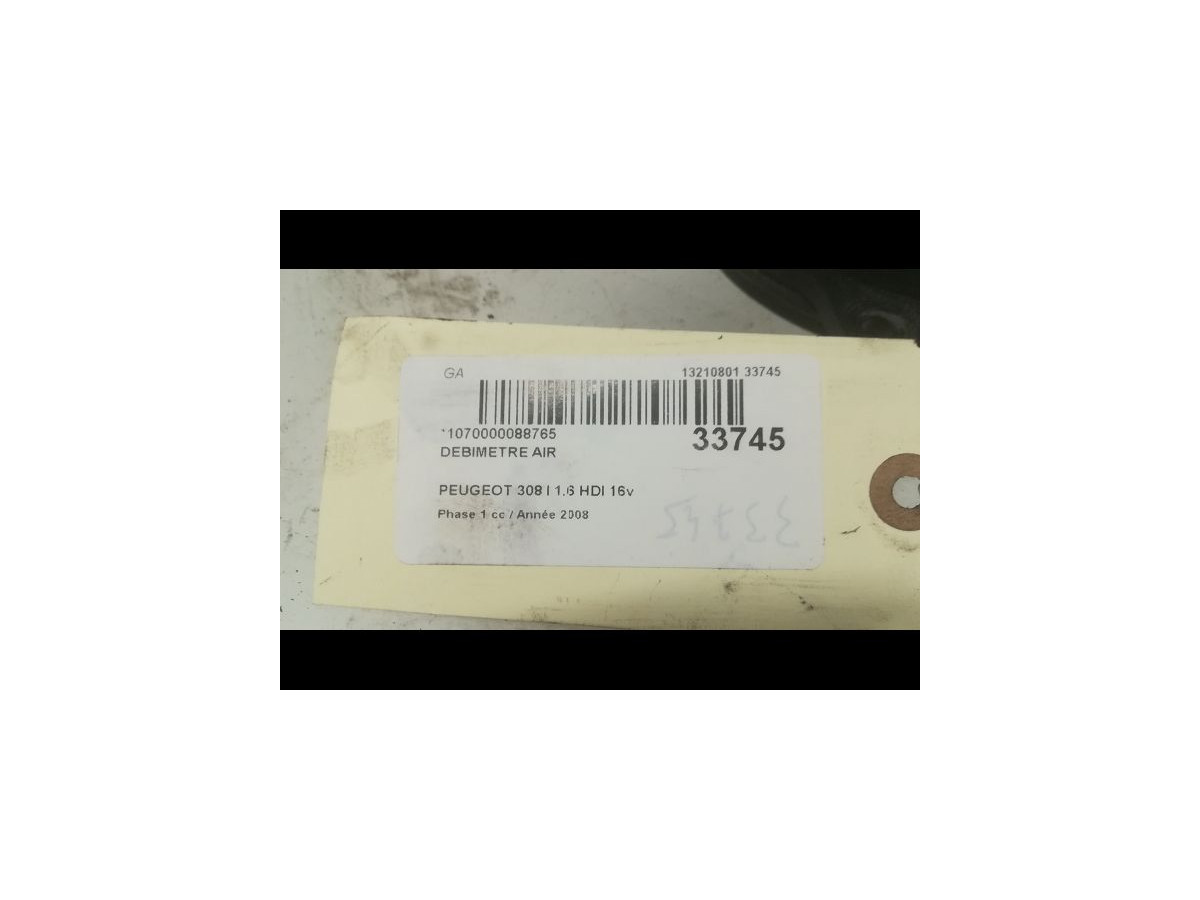 GA 13210801 33745
*1070000088765 33745
DEBIMETRE AIR
PEUGEOT 308 I 1.6 HDI 16v
Phase 1 cc / Année 2008
33745